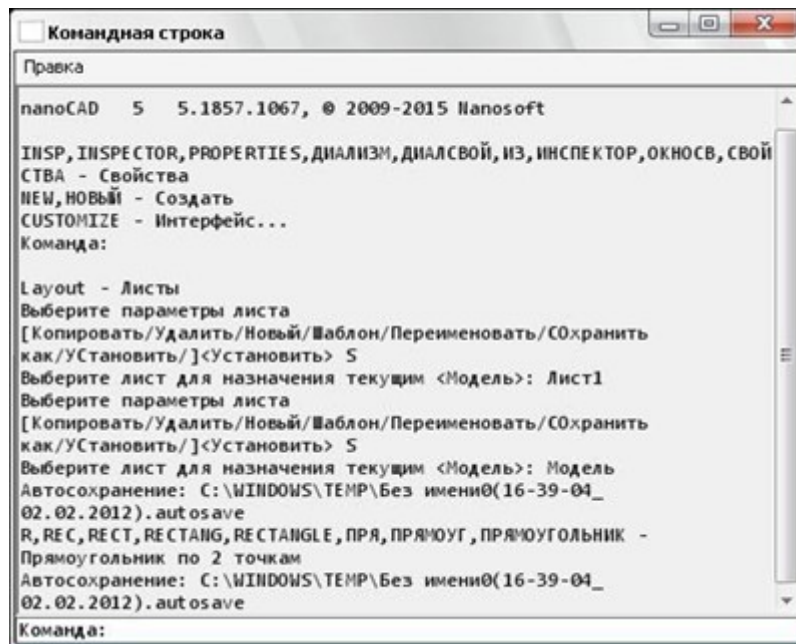 Командная строка
Правка
nanoCAD 5 5.1857.1067, © 2009-2015 Nanosoft
INSP,INSPECTOR,PROPERTIES,ДИАЛИЗМ,ДИАЛСВОЙ,ИЗ,ИНСПЕКТОР,ОКНОСВ,СВОЙ
СТВА - Свойства
NEW,НОВЫЙ - Создать
CUSTOMIZE - Интерфейс...
Команда:
Layout - Листы
Выберите параметры листа
[Копировать/Удалить/Новый/Шаблон/Переименовать/СОхранить
как/УСтановить/]<Установить> S
Выберите лист для назначения текущим <Модель>: Лист1
Выберите параметры листа
[Копировать/Удалить/Новый/Шаблон/Переименовать/СОхранить
как/УСтановить/]<Установить> S
Выберите лист для назначения текущим <Модель>: Модель
Автосохранение: C:\WINDOWS\TEMP\Без имени0(16-39-04_
02.02.2012).autosave
R,REC,RECT,RECTANG,RECTANGLE,ПРЯ,ПРЯМОУГ,ПРЯМОУГОЛЬНИК -
Прямоугольник по 2 точкам
Автосохранение: C:\WINDOWS\TEMP\Без имени0(16-39-04_
02.02.2012).autosave
Команда: